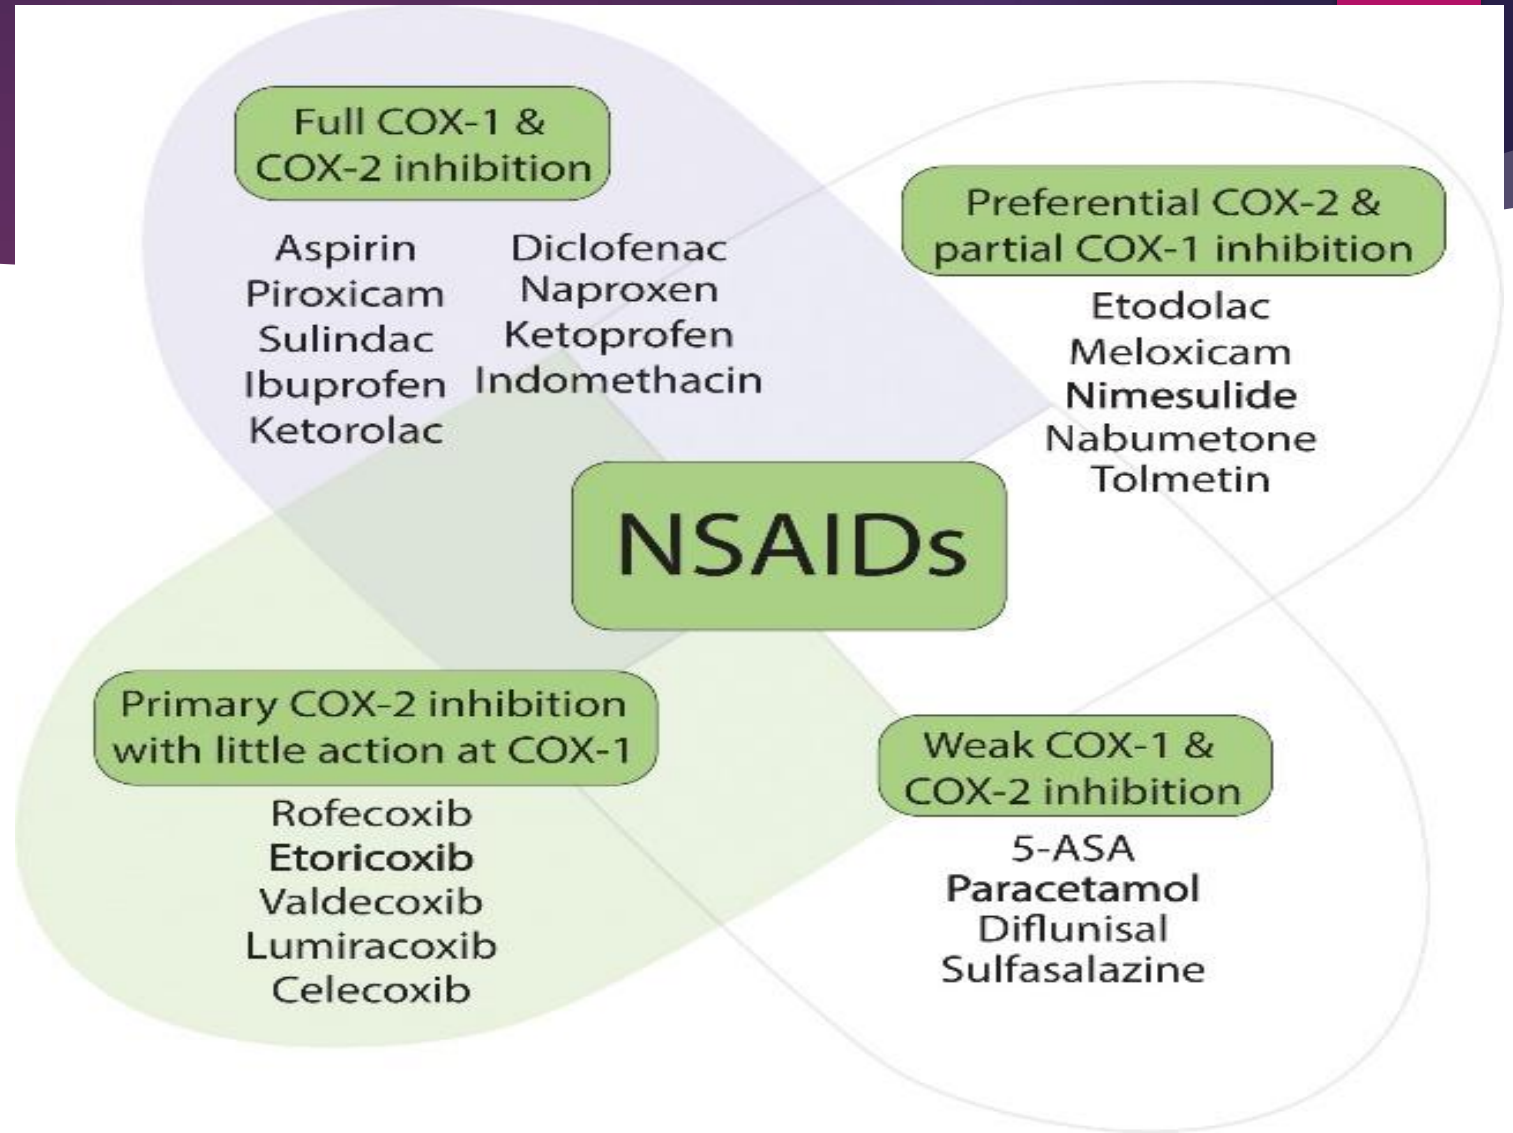 Full COX-1 &
COX-2 inhibition
Aspirin
Piroxicam
Sulindac
Ibuprofen
Ketorolac
Diclofenac
Naproxen
Ketoprofen
Indomethacin
Preferential COX-2 &
partial COX-1 inhibition
Etodolac
Meloxicam
Nimesulide
Nabumetone
Tolmetin
NSAIDs
Primary COX-2 inhibition
with little action at COX-1
Rofecoxib
Etoricoxib
Valdecoxib
Lumiracoxib
Celecoxib
Weak COX-1 &
COX-2 inhibition
5-ASA
Paracetamol
Diflunisal
Sulfasalazine